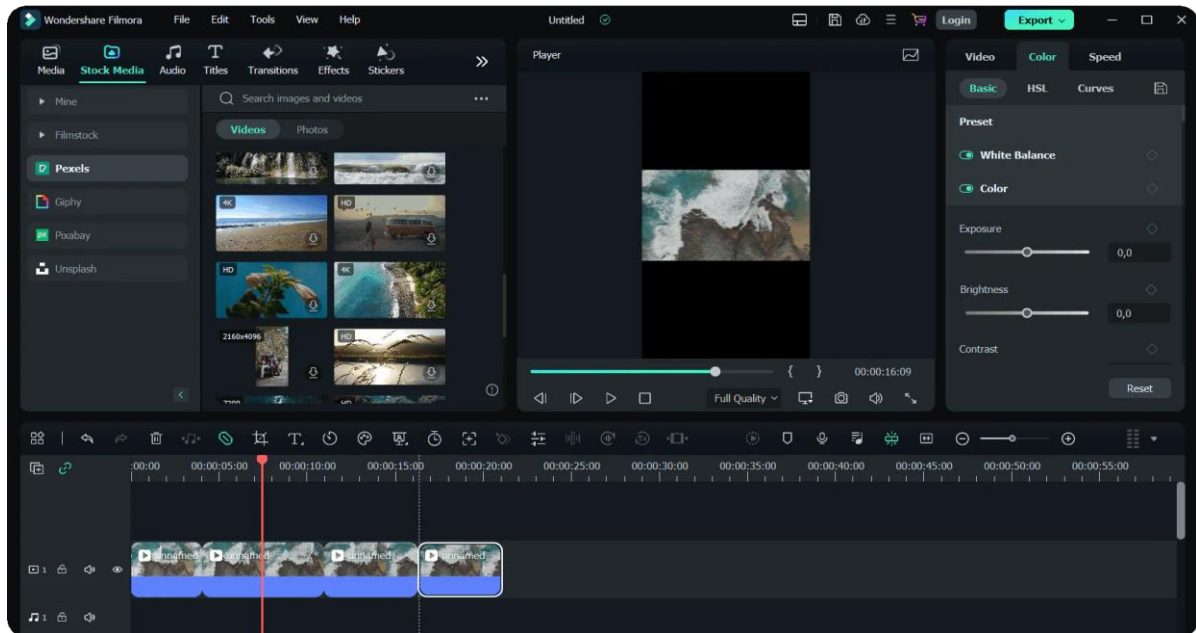 Wondershare Filmora File Edit Tools View Help Untitled Login Export
Media Stock Media Audio Titles Transitions Effects Stickers
Player
Video Color Speed
Mine
Search images and videos
Basic HSL Curves
Filmstock
Videos Photos
Preset
Pexels
White Balance
Giphy
4K HD
Color
Pixabay
Exposure
0,0
Unsplash
HD 4K
Brightness
0,0
2160x4096 HD
Contrast
00:00:16:09
Reset
Full Quality
HD
:00:00 00:00:05:00 00:00:10:00 00:00:15:00 00:00:20:00 00:00:25:00 00:00:30:00 00:00:35:00 00:00:40:00 00:00:45:00 00:00:50:00 00:00:55:00
unnamed unnamed unnamed unnamed
1
1